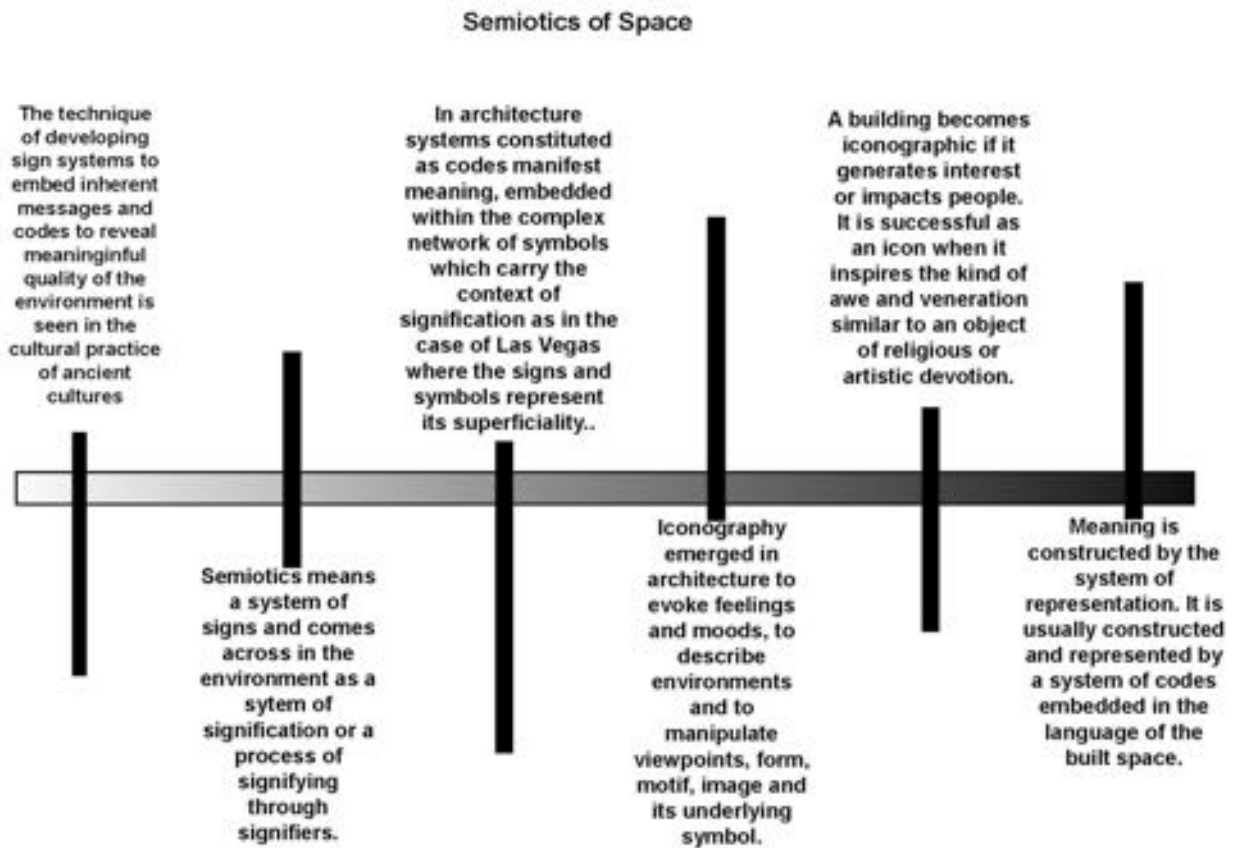 Semiotics of Space
The technique
of developing
sign systems to
embed inherent
messages and
codes to reveal
meaninginful
quality of the
environment is
seen in the
cultural practice
of ancient
cultures
Semiotics means
a system of
signs and comes
across in the
environment as a
sytem of
signification or a
process of
signifying
through
signifiers.
In architecture
systems constituted
as codes manifest
meaning, embedded
within the complex
network of symbols
which carry the
context of
signification as in the
case of Las Vegas
where the signs and
symbols represent
its superficiality..
Iconography
emerged in
architecture to
evoke feelings
and moods, to
describe
environments
and to
manipulate
viewpoints, form,
motif, image and
its underlying
symbol.
A building becomes
iconographic if it
generates interest
or impacts people.
It is successful as
an icon when it
inspires the kind of
awe and veneration
similar to an object
of religious or
artistic devotion.
Meaning is
constructed by the
system of
representation. It is
usually constructed
and represented by
a system of codes
embedded in the
language of the
built space.